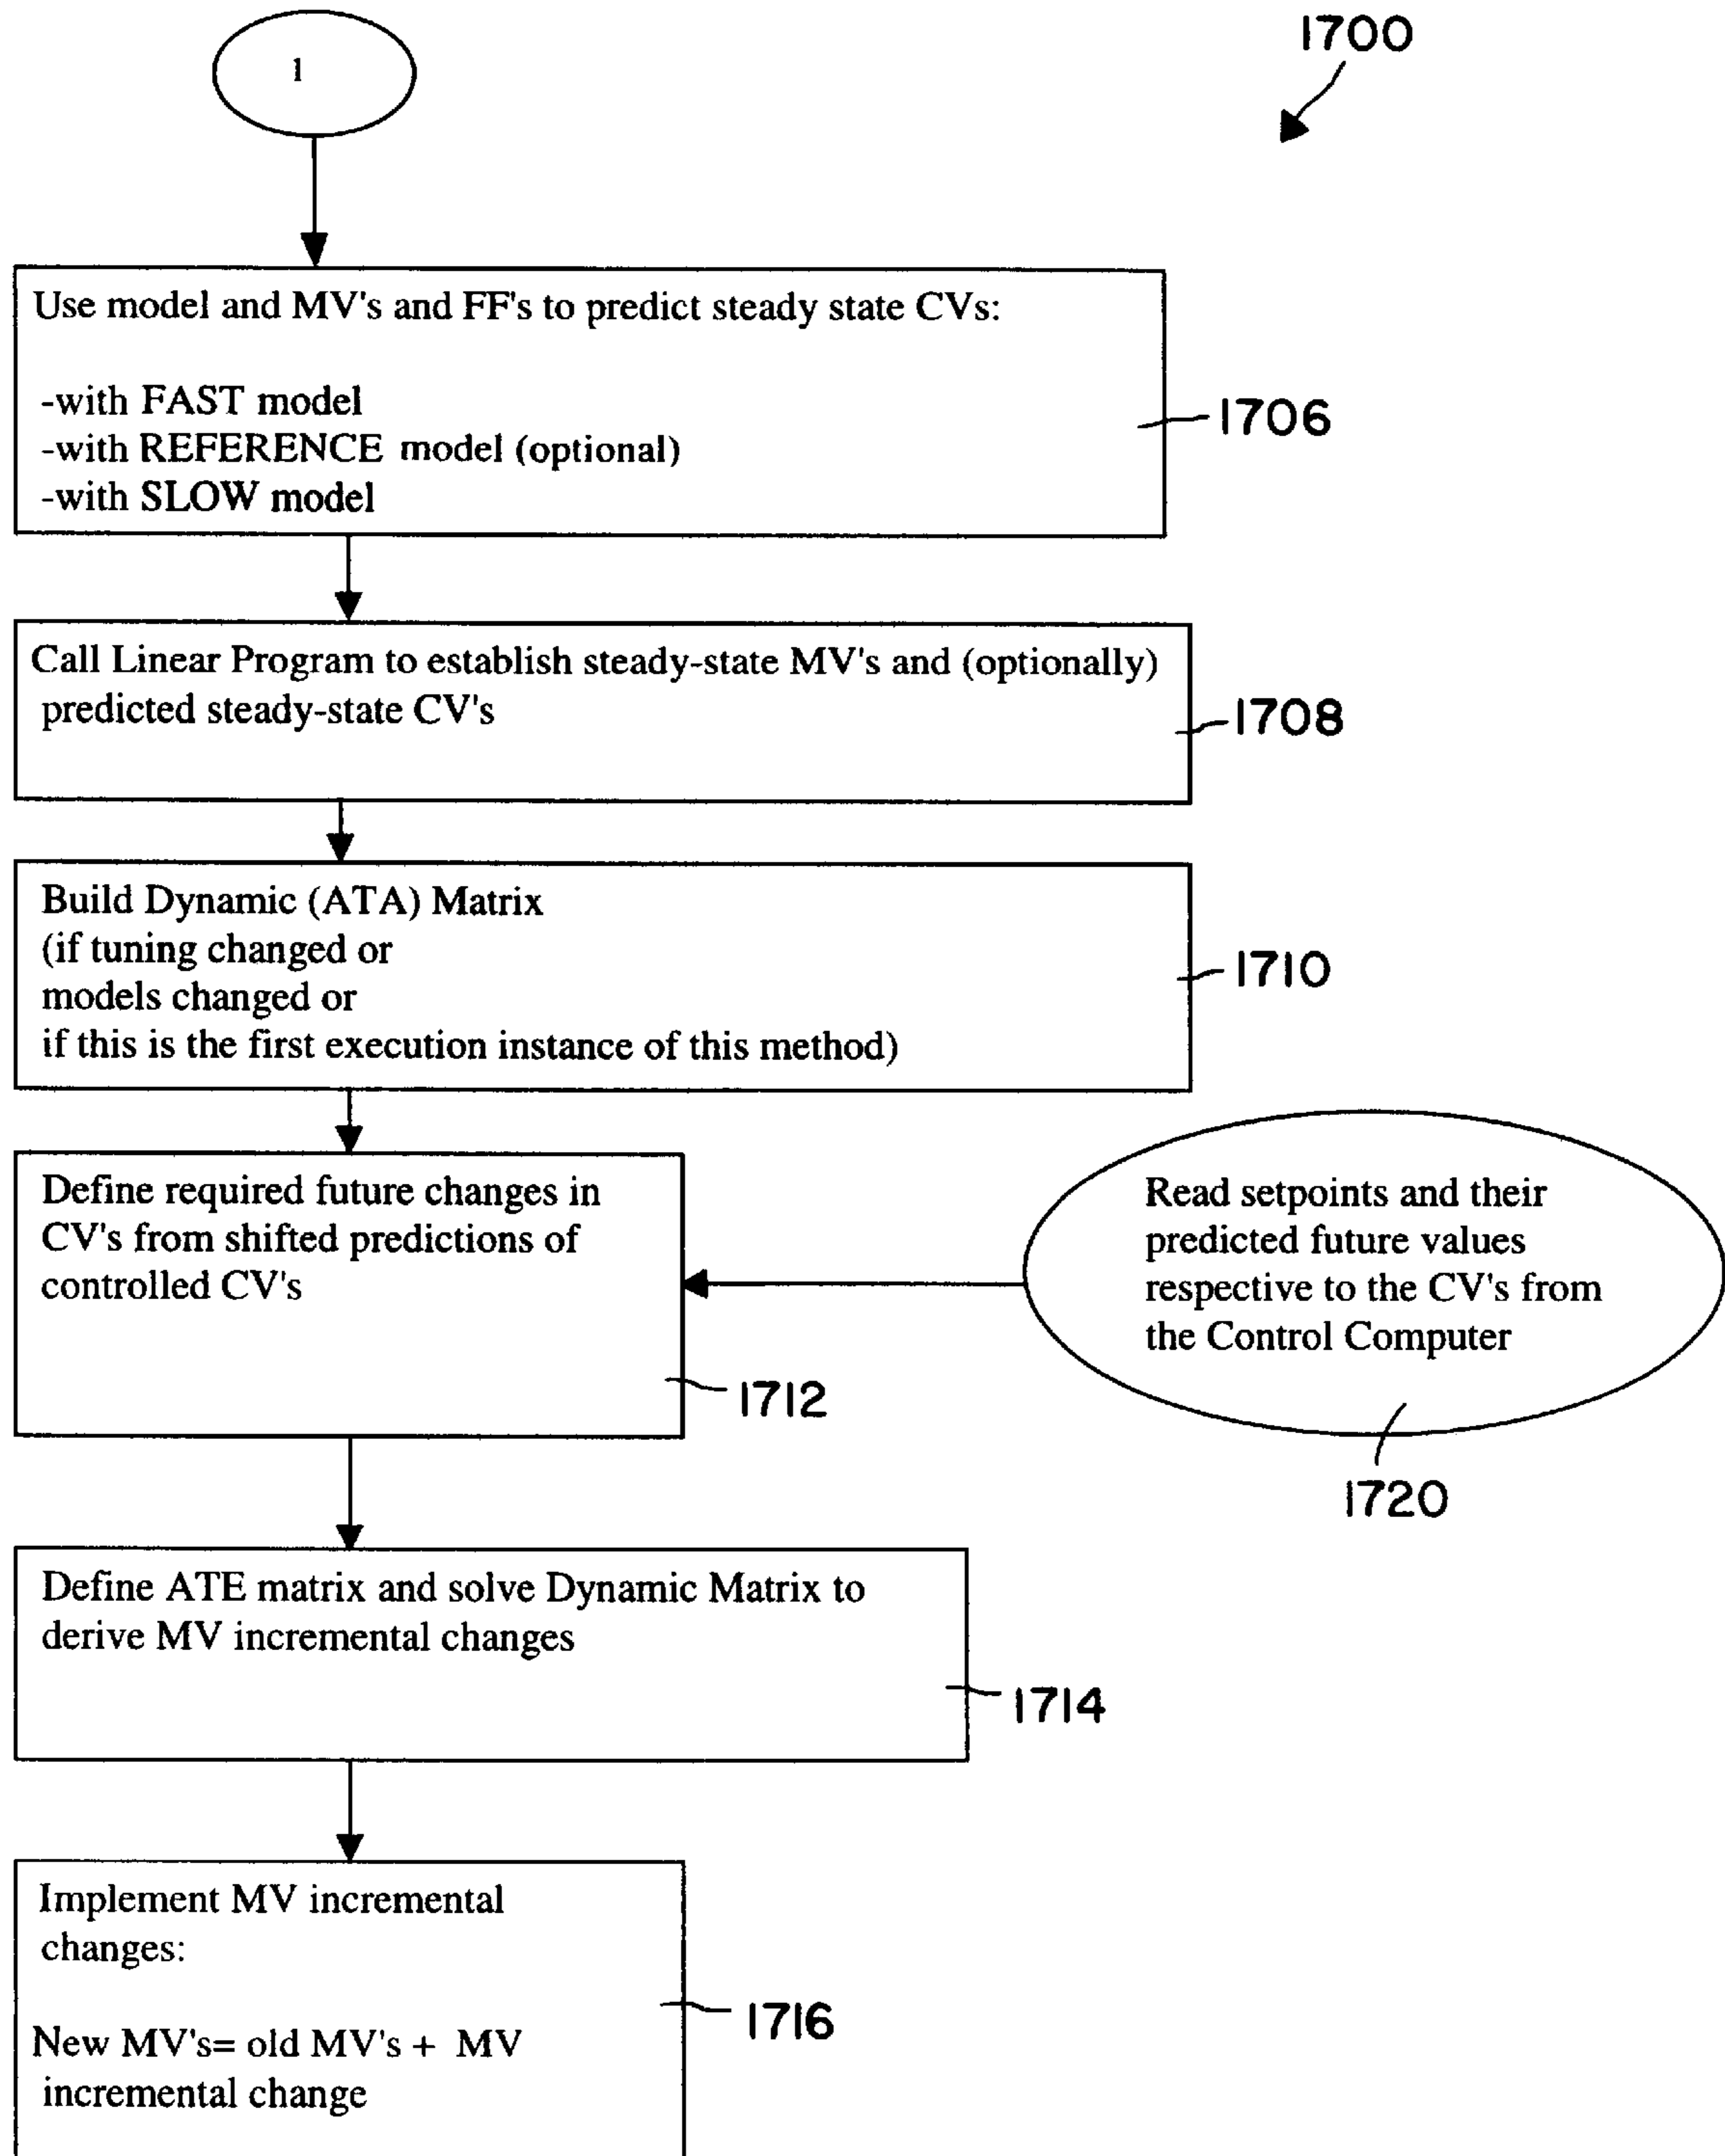 1
1700
Use model and MV's and FF's to predict steady state CVs:
-with FAST model
-with REFERENCE model (optional)
-with SLOW model
1706
Call Linear Program to establish steady-state MV's and (optionally)
predicted steady-state CV's
1708
Build Dynamic (ATA) Matrix
(if tuning changed or
models changed or
if this is the first execution instance of this method)
1710
Define required future changes in
CV's from shifted predictions of
controlled CV's
1712
Read setpoints and their
predicted future values
respective to the CV's from
the Control Computer
1720
Define ATE matrix and solve Dynamic Matrix to
derive MV incremental changes
1714
Implement MV incremental
changes:
New MV's= old MV's + MV
incremental change
1716